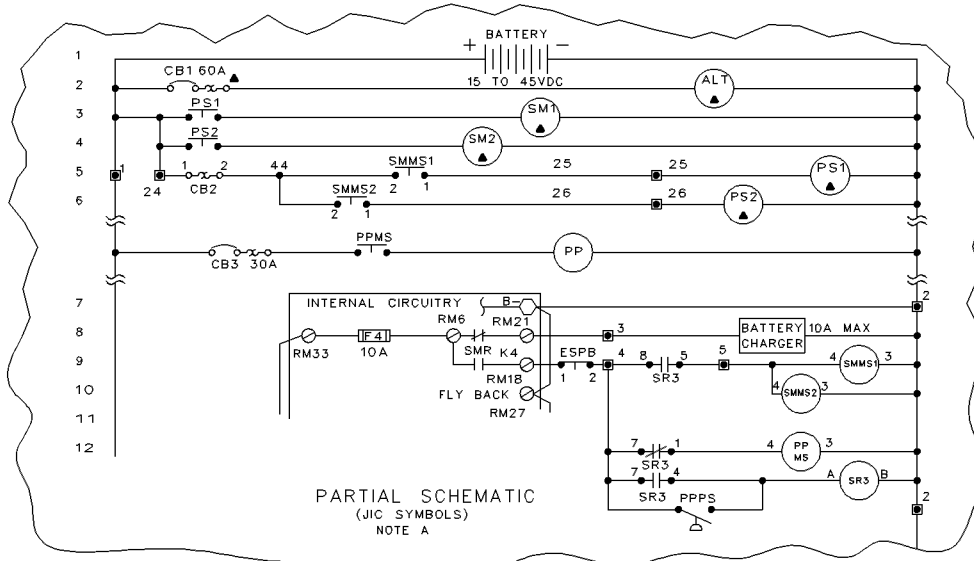 BATTERY
+ −
1
15 TO 45VDC
CB1 60A
2
ALT
3
PS1
SM1
4
PS2
SM2
5
1
24
1 2
CB2
44
SMMS1
2 1
25
25
PS1
6
SMMS2
2 1
26
26
PS2
PPMS
CB3 30A
PP
7
INTERNAL CIRCUITRY
B-
2
8
RM33
F4
10A
RM6
RM21
3
BATTERY
CHARGER
10A MAX
SMR
9
K4
RM18
ESPB
1 2
4
8 5
SR3
5
4 3
SMMS1
10
FLY BACK
RM27
4 3
SMMS2
11
12
7 1
SR3
4 3
PP
MS
7 4
SR3
A B
SR3
PPPS
2
PARTIAL SCHEMATIC
(JIC SYMBOLS)
NOTE A